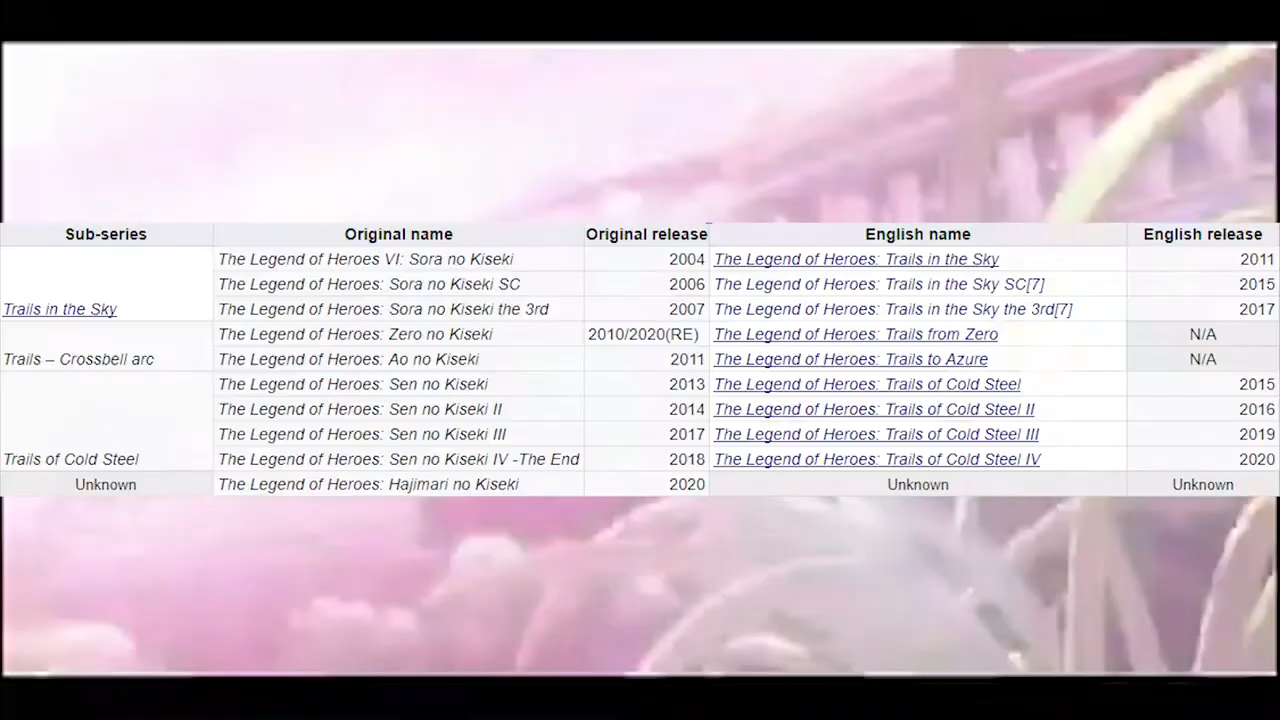 Sub-series Original name Original release English name English release
The Legend of Heroes VI: Sora no Kiseki 2004 The Legend of Heroes: Trails in the Sky 2011
The Legend of Heroes: Sora no Kiseki SC 2006 The Legend of Heroes: Trails in the Sky SC[7] 2015
Trails in the Sky The Legend of Heroes: Sora no Kiseki the 3rd 2007 The Legend of Heroes: Trails in the Sky the 3rd[7] 2017
The Legend of Heroes: Zero no Kiseki 2010/2020(RE) The Legend of Heroes: Trails from Zero N/A
Trails – Crossbell arc The Legend of Heroes: Ao no Kiseki 2011 The Legend of Heroes: Trails to Azure N/A
The Legend of Heroes: Sen no Kiseki 2013 The Legend of Heroes: Trails of Cold Steel 2015
The Legend of Heroes: Sen no Kiseki II 2014 The Legend of Heroes: Trails of Cold Steel II 2016
The Legend of Heroes: Sen no Kiseki III 2017 The Legend of Heroes: Trails of Cold Steel III 2019
Trails of Cold Steel The Legend of Heroes: Sen no Kiseki IV -The End 2018 The Legend of Heroes: Trails of Cold Steel IV 2020
Unknown The Legend of Heroes: Hajimari no Kiseki 2020 Unknown Unknown